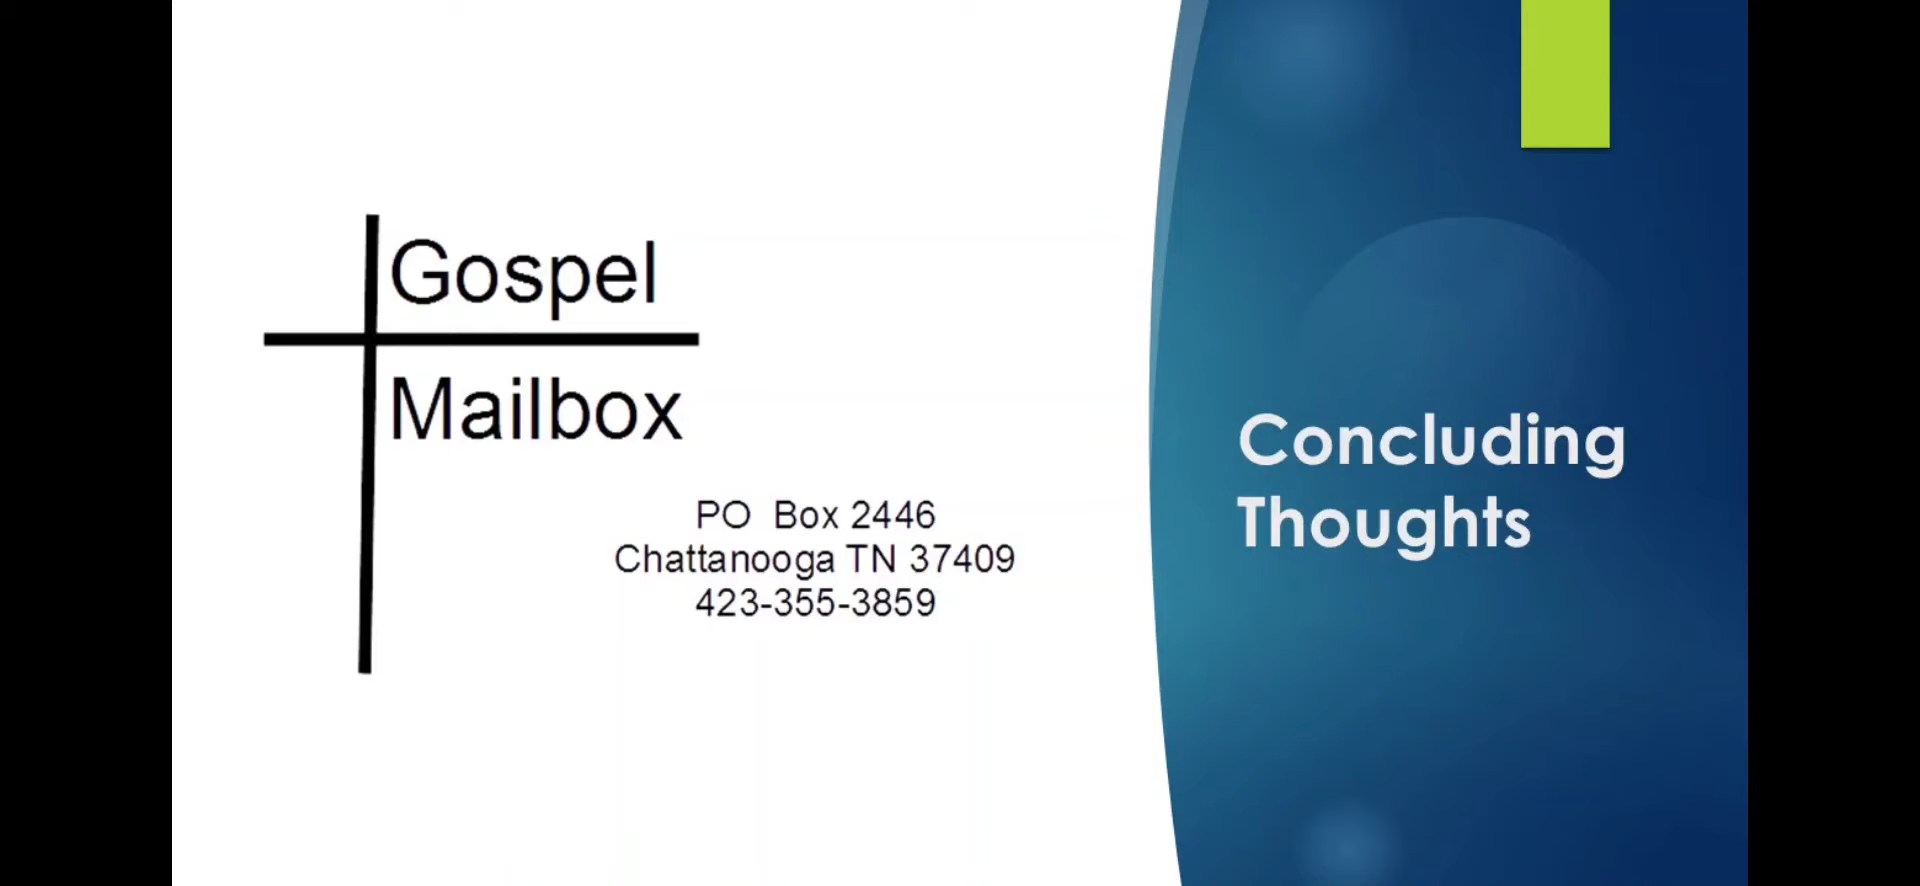 Gospel
Mailbox
PO Box 2446
Chattanooga TN 37409
423-355-3859
Concluding
Thoughts